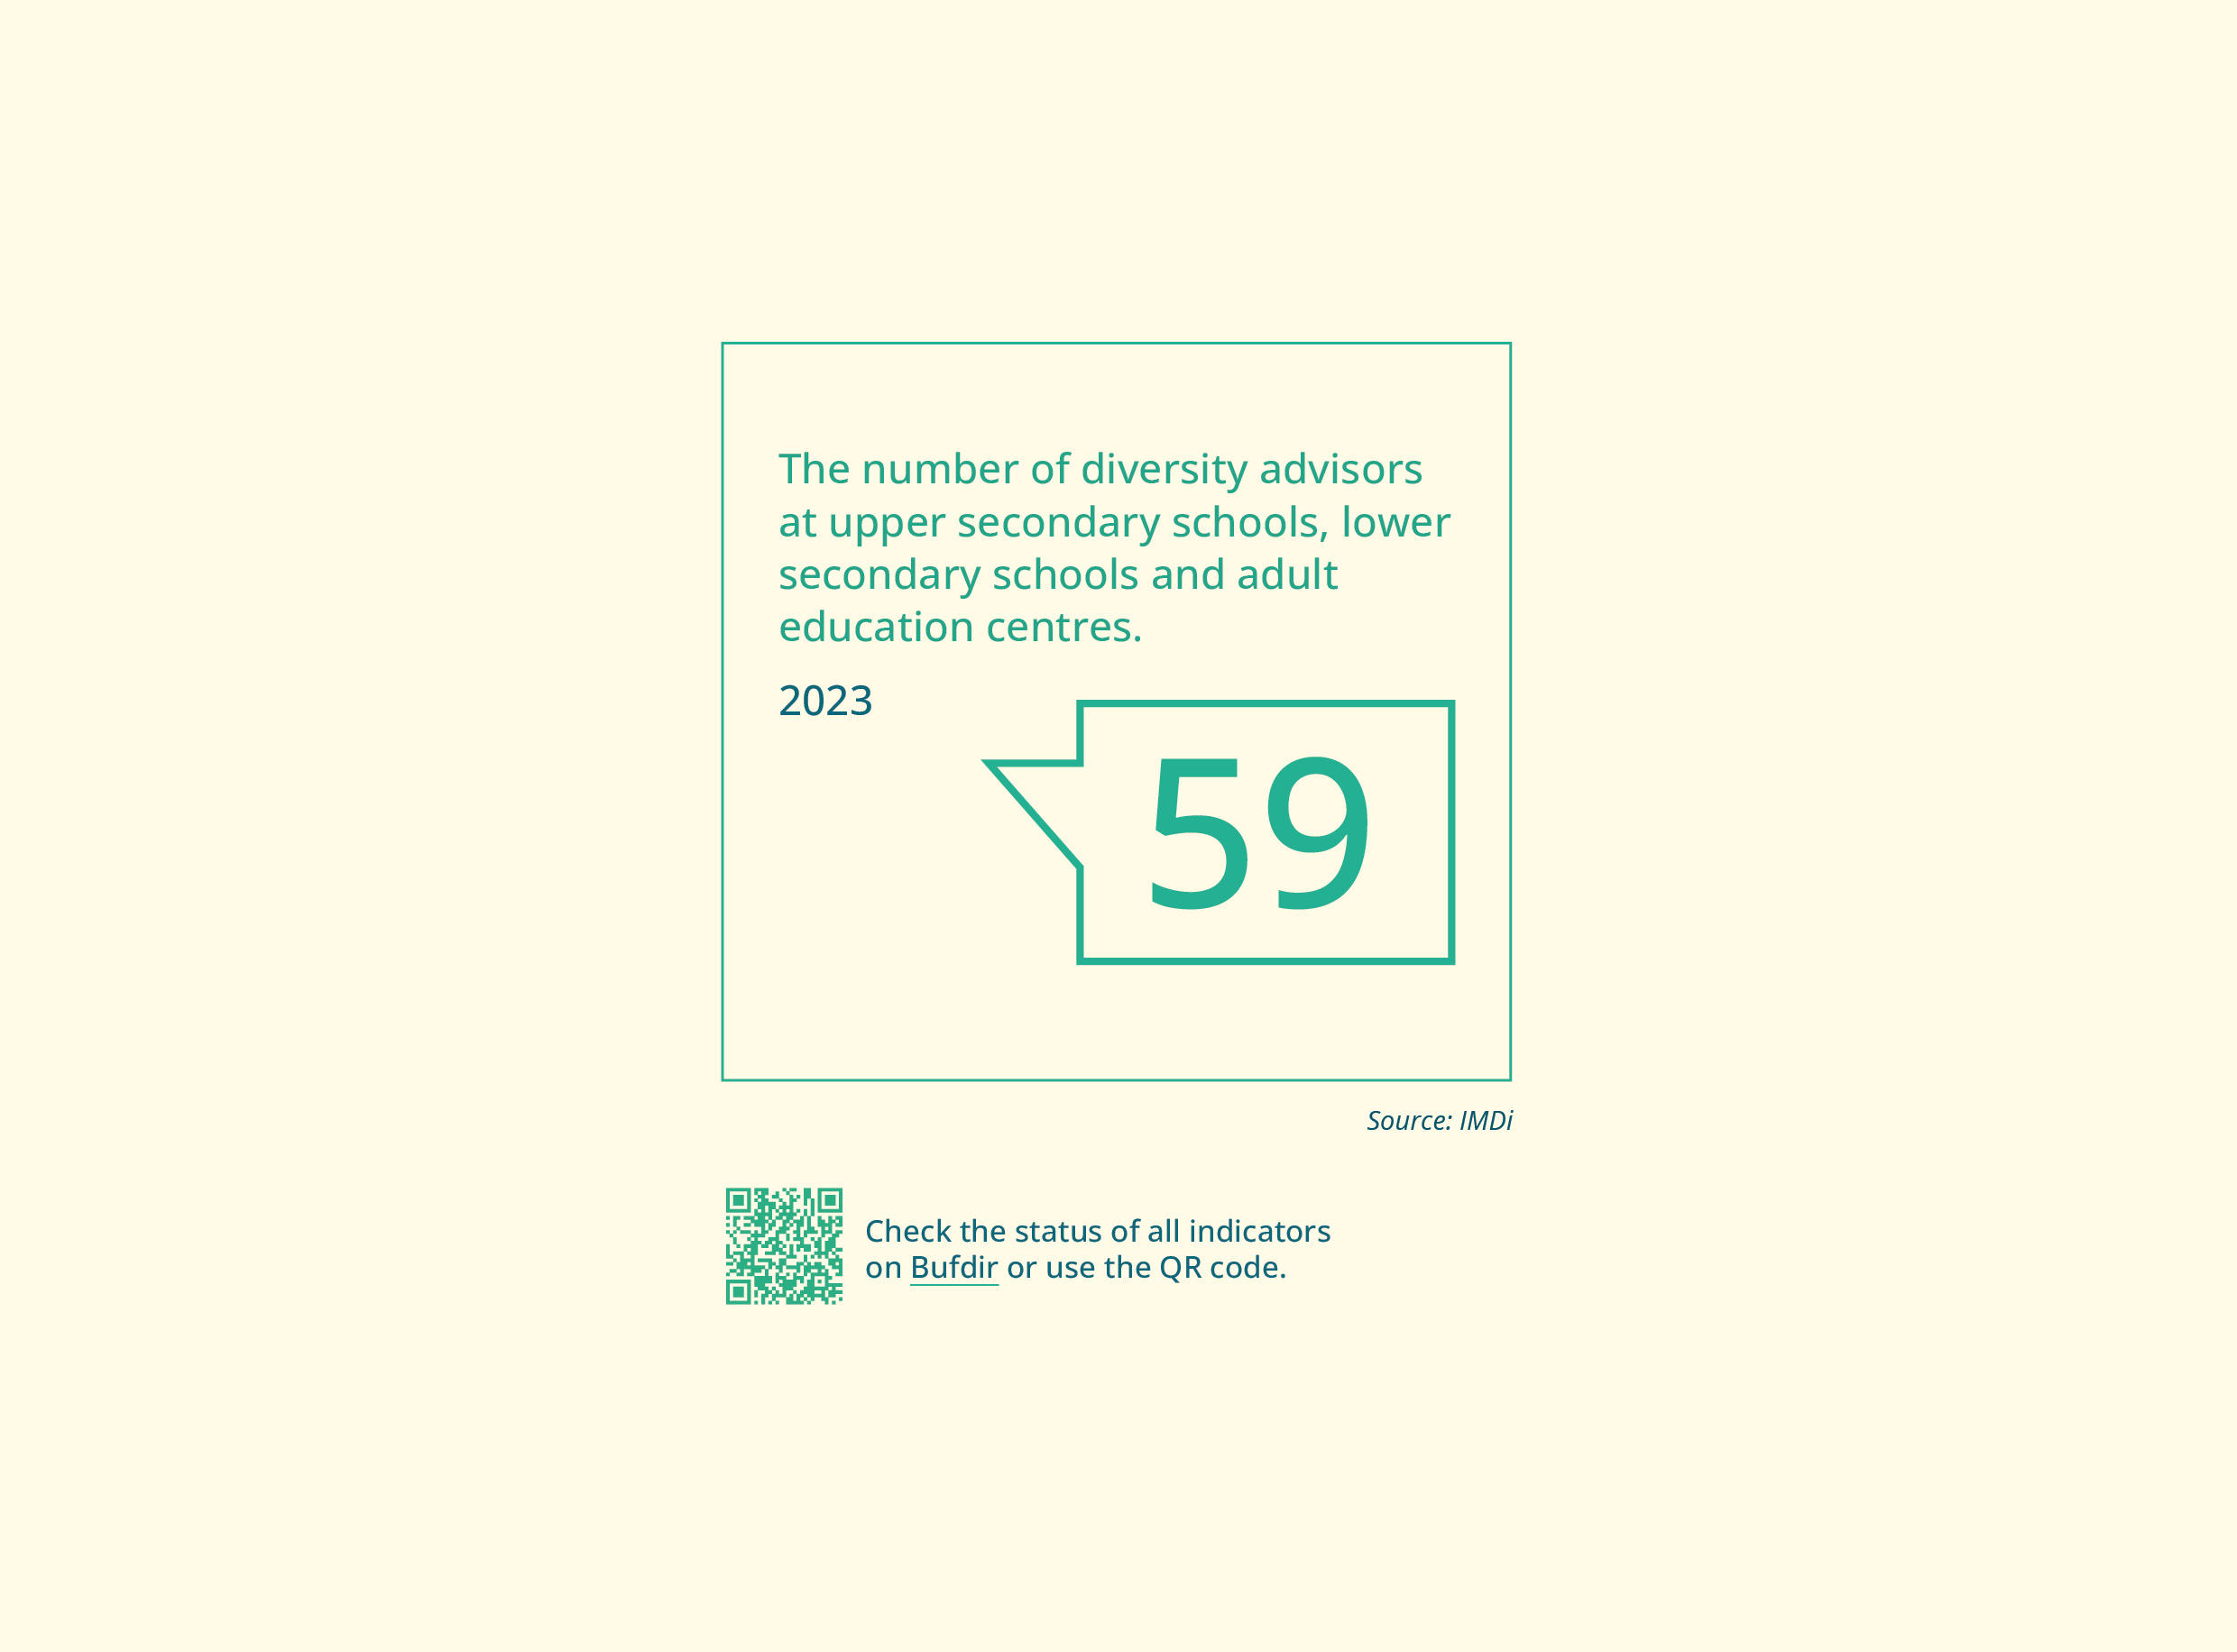 The number of diversity advisors
at upper secondary schools, lower
secondary schools and adult
education centres.
2023
59
Source: IMDi
Check the status of all indicators
on Bufdir or use the QR code.